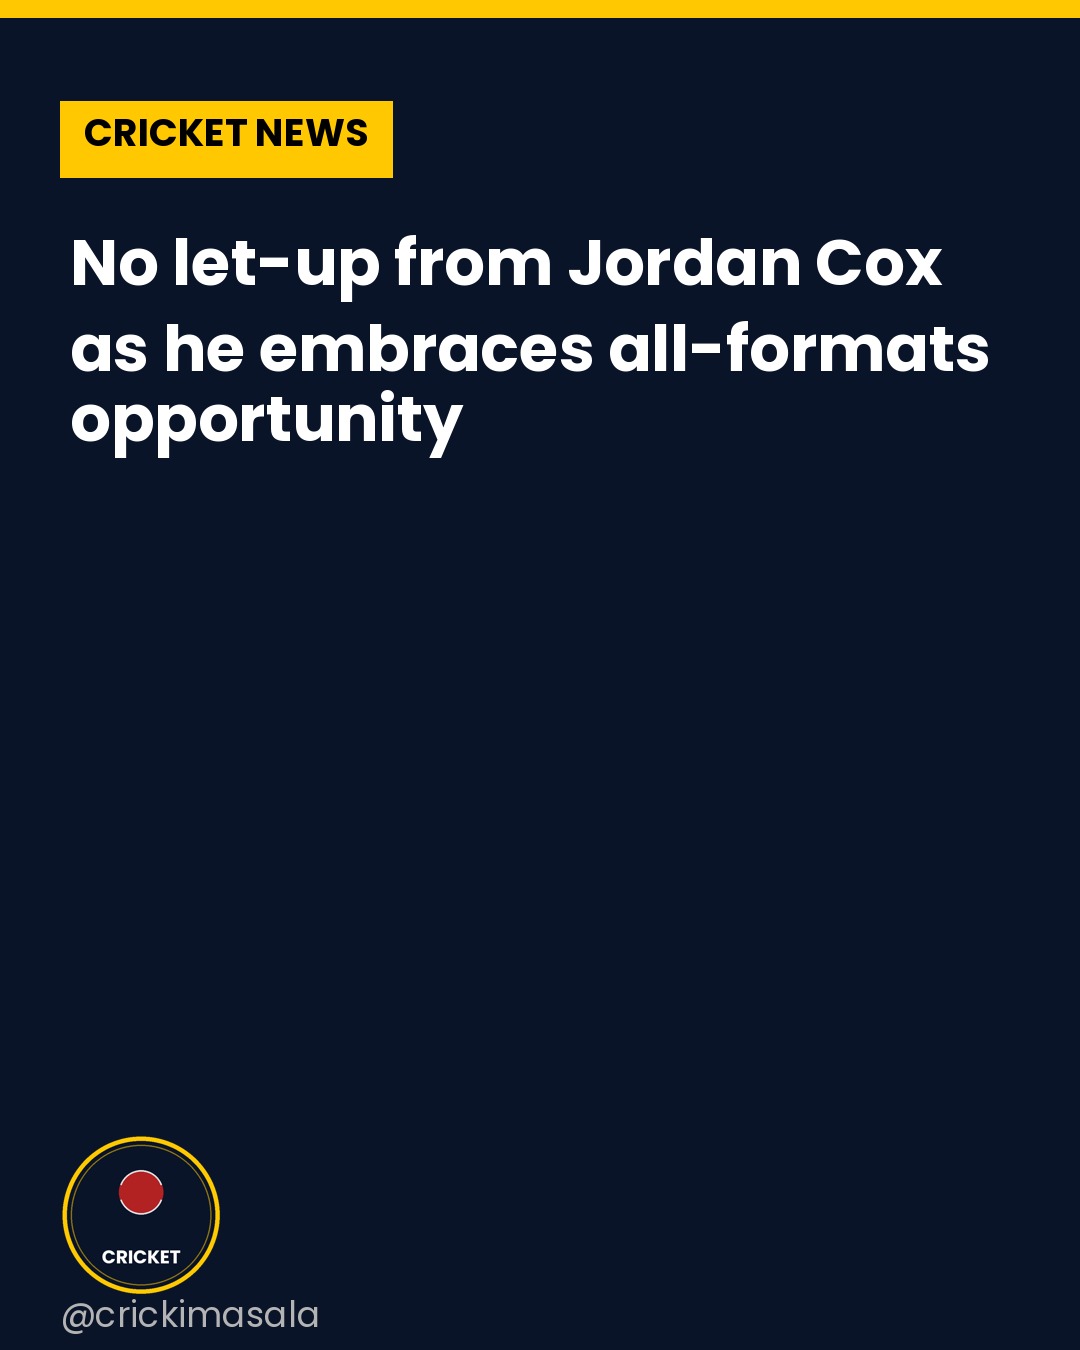 CRICKET NEWS
No let-up from Jordan Cox
as he embraces all-formats
opportunity
CRICKET
@crickimasala